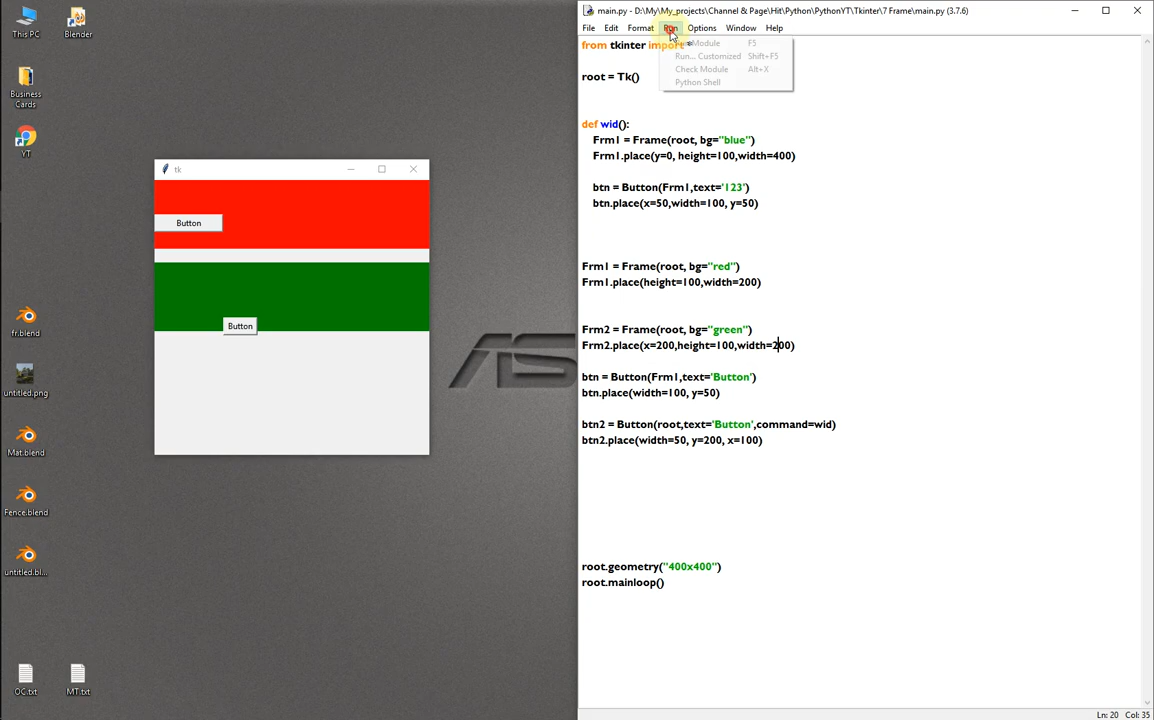 main.py - D:\My\My_projects\Channel & Page\Hit\Python\PythonYT\Tkinter\7 Frame\main.py (3.7.6)
File Edit Format Run Options Window Help
Module F5
Run... Customized Shift+F5
Check Module Alt+X
Python Shell
from tkinter import *
root = Tk()
def wid():
Frm1 = Frame(root, bg="blue")
Frm1.place(y=0, height=100,width=400)
btn = Button(Frm1,text='123')
btn.place(x=50,width=100, y=50)
Frm1 = Frame(root, bg="red")
Frm1.place(height=100,width=200)
Frm2 = Frame(root, bg="green")
Frm2.place(x=200,height=100,width=200)
btn = Button(Frm1,text='Button')
btn.place(width=100, y=50)
btn2 = Button(root,text='Button',command=wid)
btn2.place(width=50, y=200, x=100)
root.geometry("400x400")
root.mainloop()
Ln: 20 Col: 35
tk
Button
Button
This PC
Blender
Business Cards
YT
fr.blend
untitled.png
Mat.blend
Fence.blend
untitled.bl...
OC.txt
MT.txt